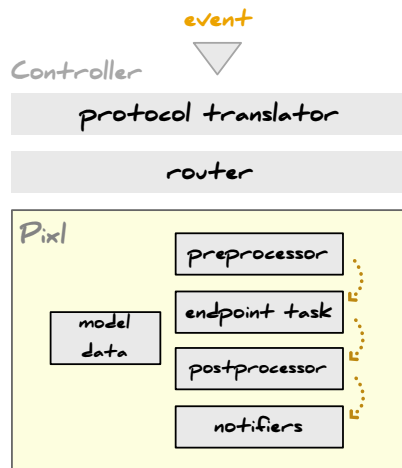 event
Controller
protocol translator
router
Pixl
preprocessor
endpoint task
model
data
postprocessor
notifiers